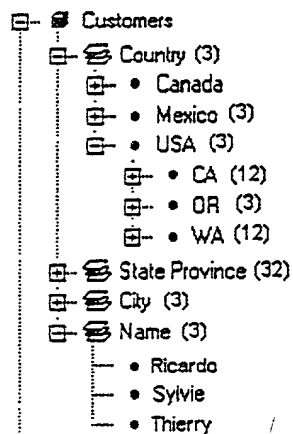 Customers
Country (3)
Canada
Mexico (3)
USA (3)
CA (12)
OR (3)
WA (12)
State Province (32)
City (3)
Name (3)
Ricardo
Sylvie
Thierry